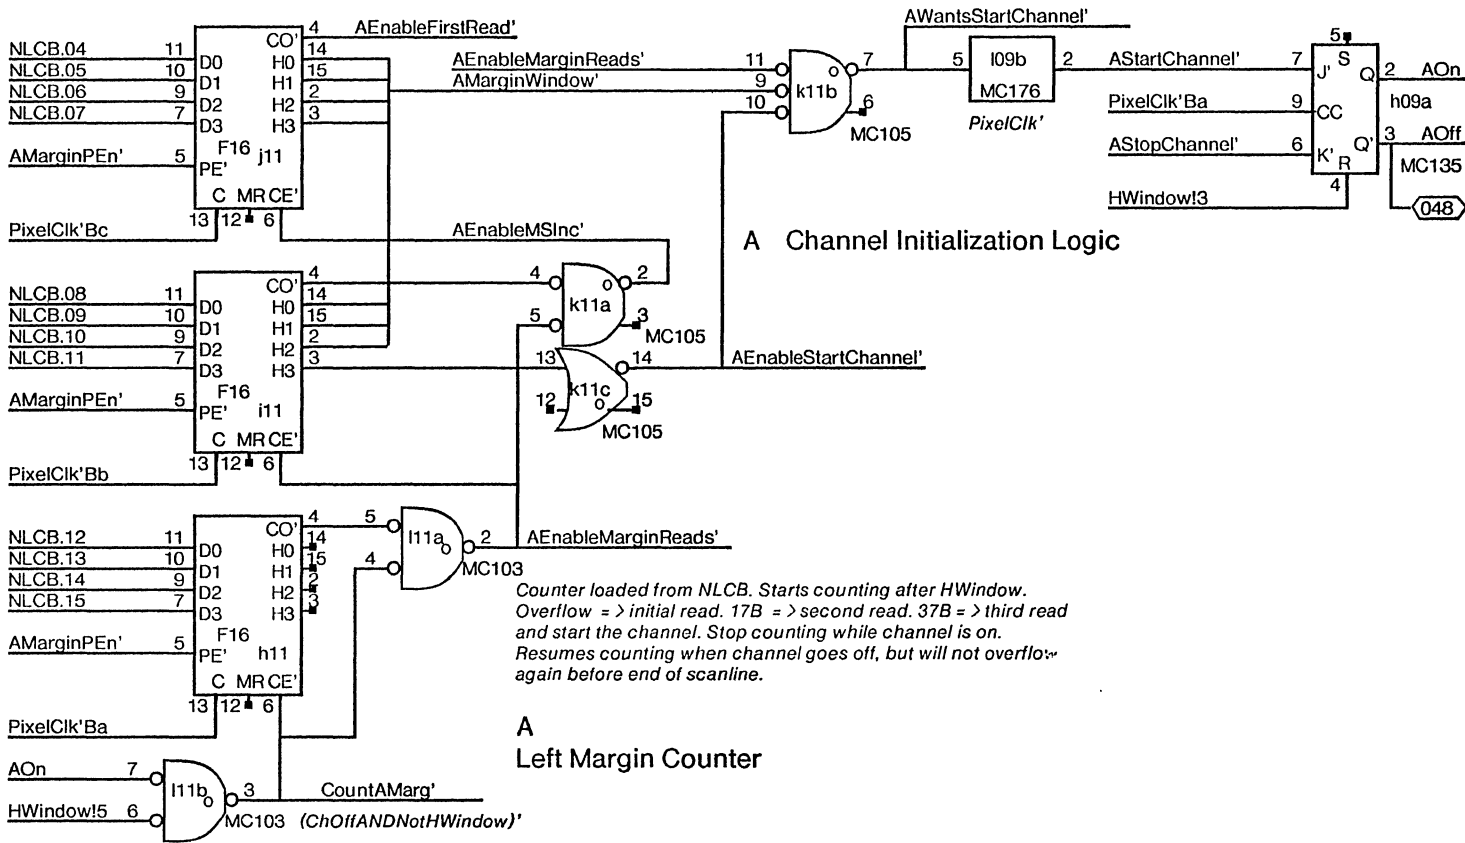 AEnableFirstRead'
AWantsStartChannel'
NLCB.04 11 D0 CO' 4
NLCB.05 10 D1 H0 14
NLCB.06 9 D2 H1 15
NLCB.07 7 D3 H2 2
H3 3
F16 j11
AMarginPEn' 5 PE'
C MR CE'
13 12 6
PixelClk'Bc
AEnableMarginReads' 11
AMarginWindow' 9
10
k11b
7
6
MC105
5 I09b 2
MC176
PixelClk'
AStartChannel' 7 J'
5 S
Q 2 AOn
PixelClk'Ba 9 CC
h09a
AStopChannel' 6 K'
Q' 3 AOff
R
MC135
4
HWindow!3
048
AEnableMSInc'
A Channel Initialization Logic
NLCB.08 11 D0 CO' 4
NLCB.09 10 D1 H0 14
NLCB.10 9 D2 H1 15
NLCB.11 7 D3 H2 2
H3 3
F16 i11
AMarginPEn' 5 PE'
C MR CE'
13 12 6
PixelClk'Bb
4 k11a 2
5 3
MC105
13 k11c 14
12 15
MC105
AEnableStartChannel'
NLCB.12 11 D0 CO' 4
NLCB.13 10 D1 H0 14
NLCB.14 9 D2 H1 15
NLCB.15 7 D3 H2 2
H3 3
F16 h11
AMarginPEn' 5 PE'
C MR CE'
13 12 6
PixelClk'Ba
5 l11a 2
4
MC103
AEnableMarginReads'
Counter loaded from NLCB. Starts counting after HWindow.
Overflow = > initial read. 17B = > second read. 37B = > third read
and start the channel. Stop counting while channel is on.
Resumes counting when channel goes off, but will not overflow
again before end of scanline.
A
Left Margin Counter
AOn 7
l11b 3
HWindow!5 6
MC103
CountAMarg'
(ChOffANDNotHWindow)'